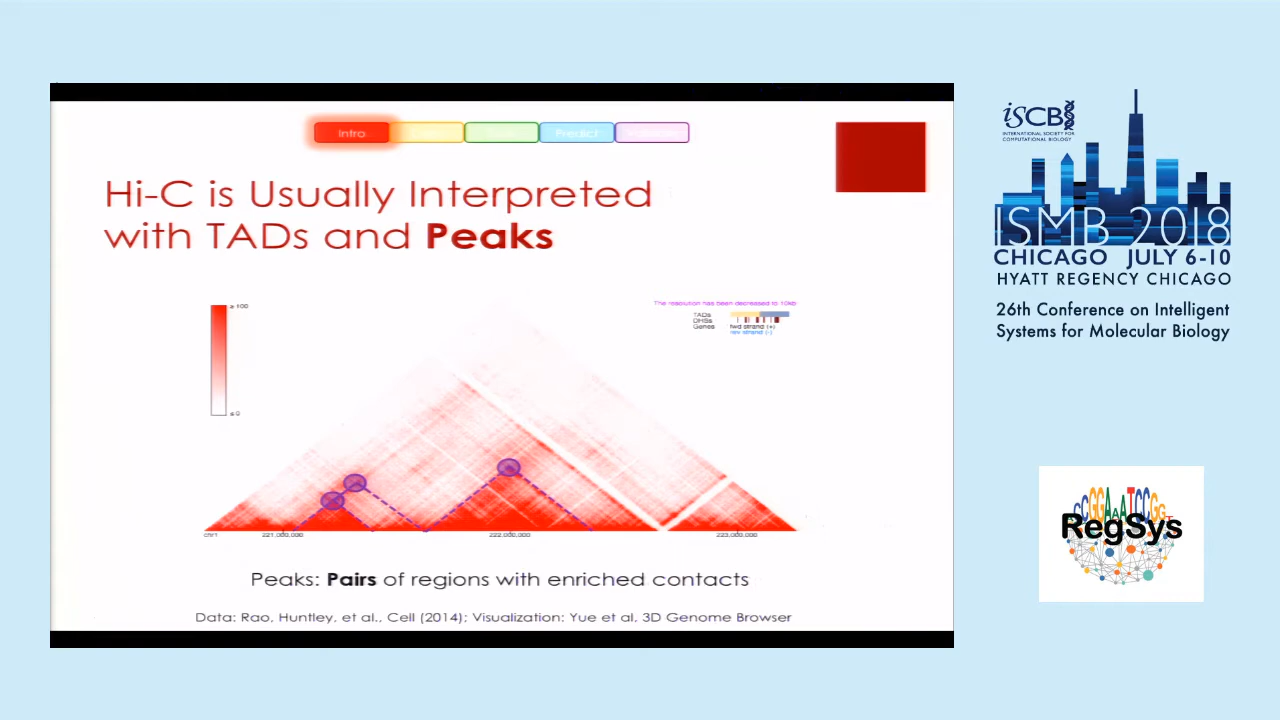 Intro
Predict
Hi-C is Usually Interpreted
with TADs and Peaks
≥ 100
≤ 0
The resolution has been decreased to 10kb
TADs
DHSs
Genes
fwd strand (+)
rev strand (-)
chr1
221,000,000
222,000,000
223,000,000
Peaks: Pairs of regions with enriched contacts
Data: Rao, Huntley, et al., Cell (2014); Visualization: Yue et al, 3D Genome Browser
ISCB
INTERNATIONAL SOCIETY FOR
COMPUTATIONAL BIOLOGY
ISMB 2018
CHICAGO JULY 6-10
HYATT REGENCY CHICAGO
26th Conference on Intelligent
Systems for Molecular Biology
RegSys